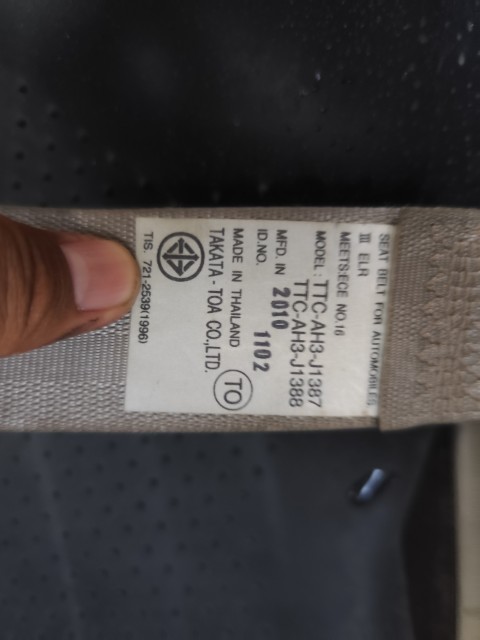 SEAT BELT FOR AUTOMOBILES
III ELR
MEETS:ECE NO.16
MODEL: TTC-AH3-J1387
TTC-AH3-J1388
MFD. IN 2010
ID.NO. 1102
MADE IN THAILAND
TAKATA-TOA CO.,LTD. TO
TIS. 721-2539(1996)